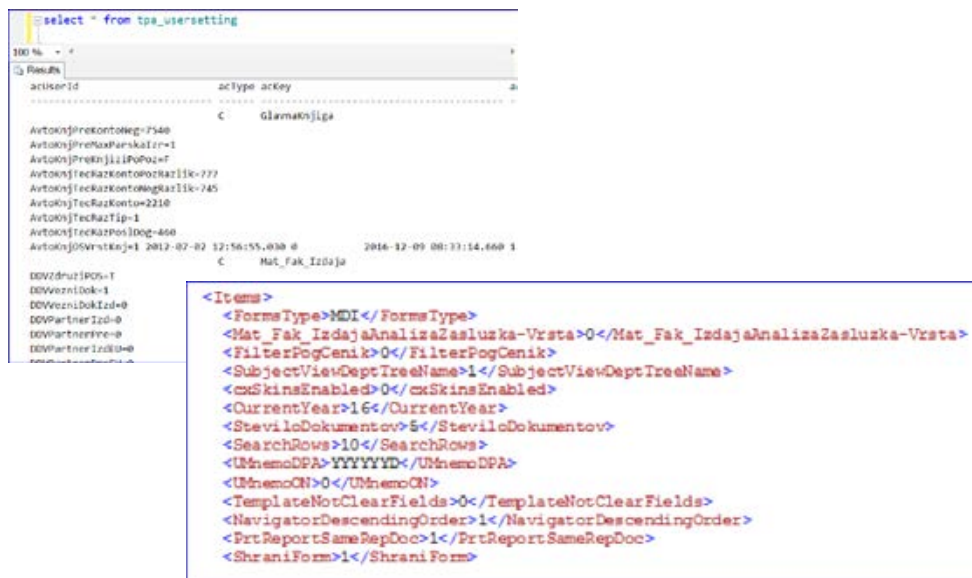 select * from tpa_usersetting
100 %
Results
acUserId acType acKey a
C GlavnaKnjiga
AvtoKnjPreKontoNeg=7540
AvtoKnjPreMaxParskaIzr=1
AvtoKnjPreKnjiziPoPoz=F
AvtoKnjTecRazKontoPozRazlik=777
AvtoKnjTecRazKontoNegRazlik=745
AvtoKnjTecRazKonto=2210
AvtoKnjTecRazTip=1
AvtoKnjTecRazPoslDog=460
AvtoKnjOSVrstKnj=1 2012-07-02 12:56:55.030 0 2016-12-09 08:33:14.660 1
C Mat_Fak_Izdaja
DDVZdruziPOS=T
DDVVezniDok=1
DDVVezniDokIzd=0
DDVPartnerIzd=0
DDVPartnerPre=0
DDVPartnerIzdEU=0
<Items>
<FormsType>MDI</FormsType>
<Mat_Fak_IzdajaAnalizaZasluzka-Vrsta>0</Mat_Fak_IzdajaAnalizaZasluzka-Vrsta>
<FilterPogCenik>0</FilterPogCenik>
<SubjectViewDeptTreeName>1</SubjectViewDeptTreeName>
<cxSkinsEnabled>0</cxSkinsEnabled>
<CurrentYear>16</CurrentYear>
<SteviloDokumentov>5</SteviloDokumentov>
<SearchRows>10</SearchRows>
<UMnemoDPA>YYYYYYD</UMnemoDPA>
<UMnemoON>0</UMnemoON>
<TemplateNotClearFields>0</TemplateNotClearFields>
<NavigatorDescendingOrder>1</NavigatorDescendingOrder>
<PrtReportSameRepDoc>1</PrtReportSameRepDoc>
<ShraniForm>1</ShraniForm>